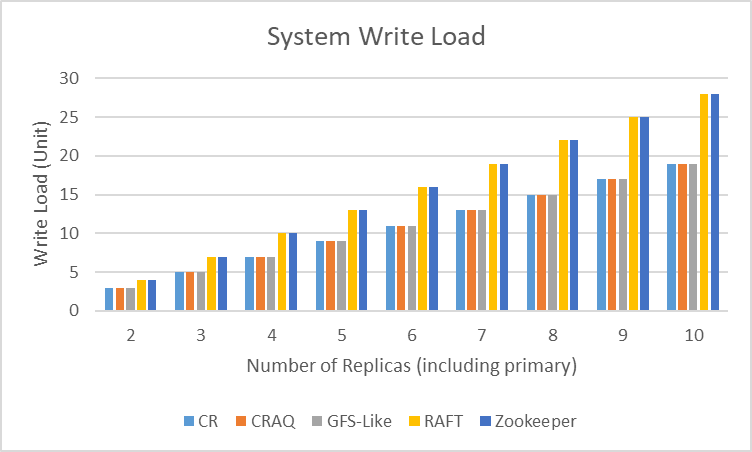 System Write Load
Write Load (Unit)
30
25
20
15
10
5
0
2 3 4 5 6 7 8 9 10
Number of Replicas (including primary)
CR CRAQ GFS-Like RAFT Zookeeper